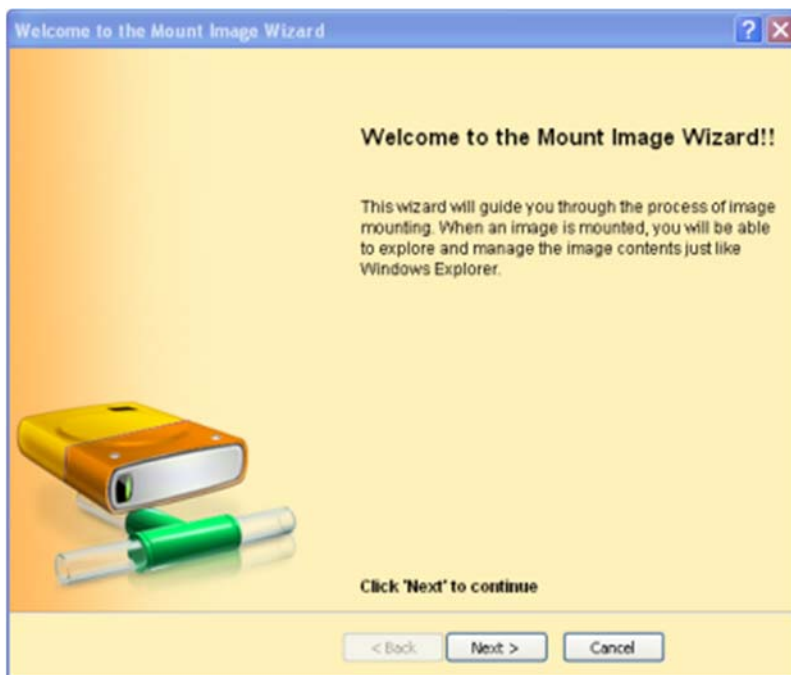 Welcome to the Mount Image Wizard
Welcome to the Mount Image Wizard!!
This wizard will guide you through the process of image
mounting. When an image is mounted, you will be able
to explore and manage the image contents just like
Windows Explorer.
Click 'Next' to continue
< Back Next > Cancel